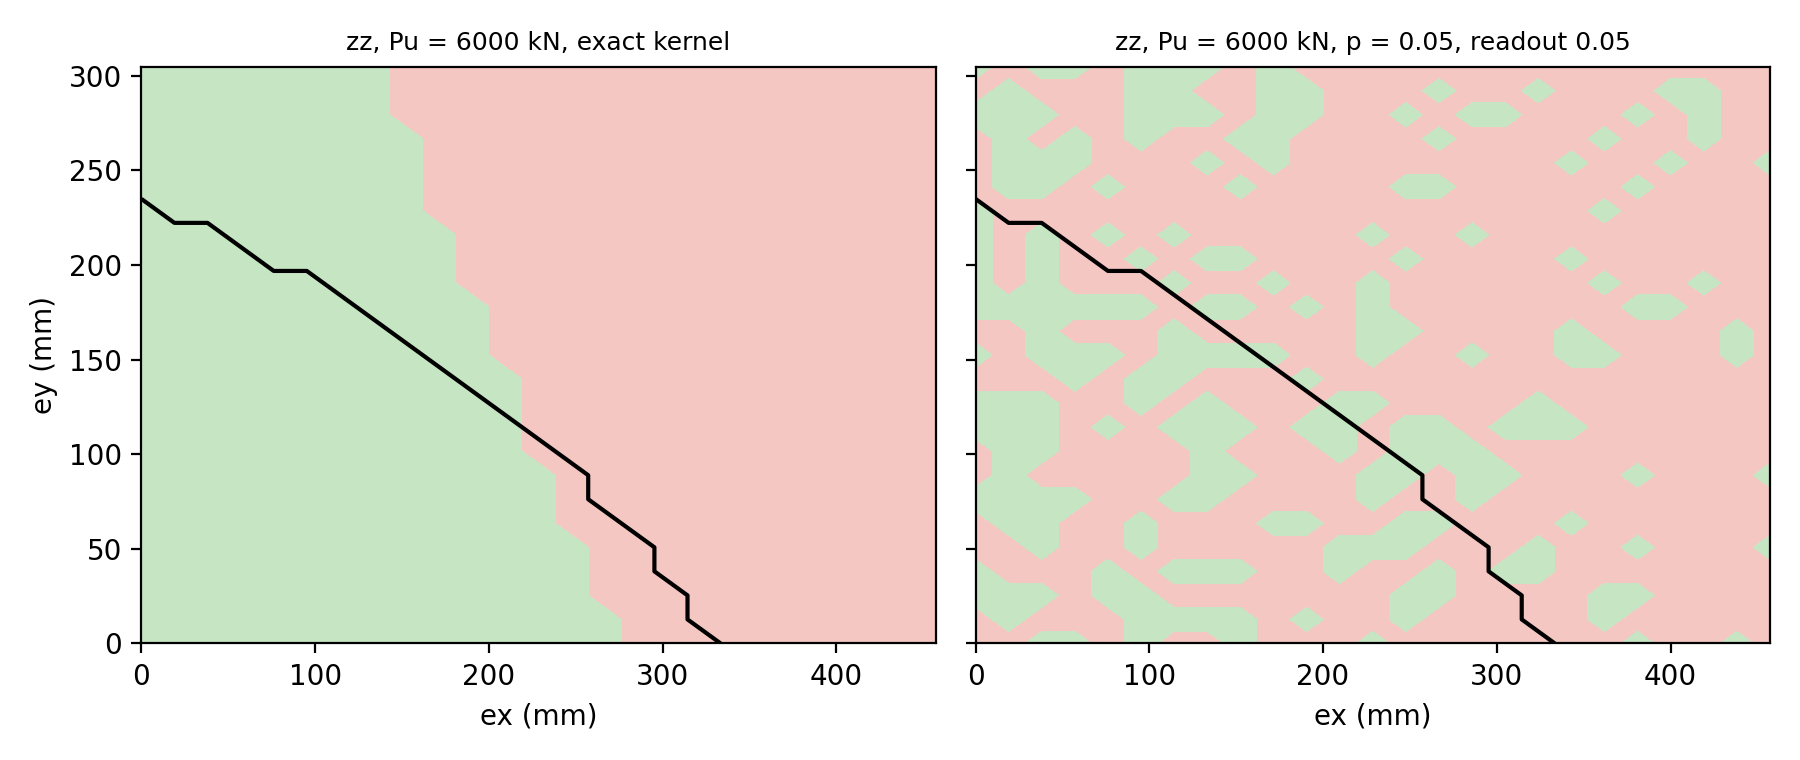 zz, Pu = 6000 kN, exact kernel
zz, Pu = 6000 kN, p = 0.05, readout 0.05
300
250
200
150
100
50
0
ey (mm)
0 100 200 300 400
0 100 200 300 400
ex (mm)
ex (mm)